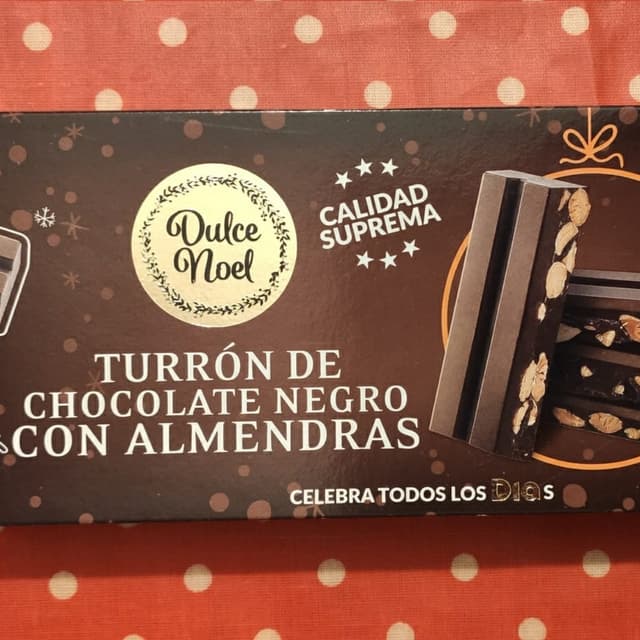 Dulce
Noel
CALIDAD
SUPREMA
TURRÓN DE
CHOCOLATE NEGRO
CON ALMENDRAS
CELEBRA TODOS LOS DIAS